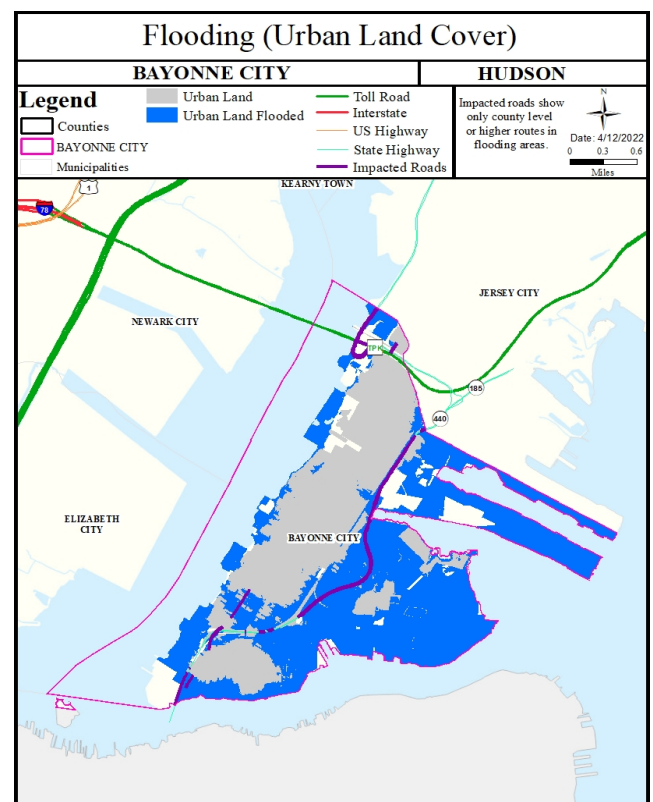 Flooding (Urban Land Cover)
BAYONNE CITY
HUDSON
Legend
Counties
BAYONNE CITY
Municipalities
Urban Land
Urban Land Flooded
Toll Road
Interstate
US Highway
State Highway
Impacted Roads
Impacted roads show
only county level
or higher routes in
flooding areas.
N
Date: 4/12/2022
0 0.3 0.6
Miles
KEARNY TOWN
1
78
JERSEY CITY
NEWARK CITY
TPK
185
440
ELIZABETH
CITY
BAYONNE CITY